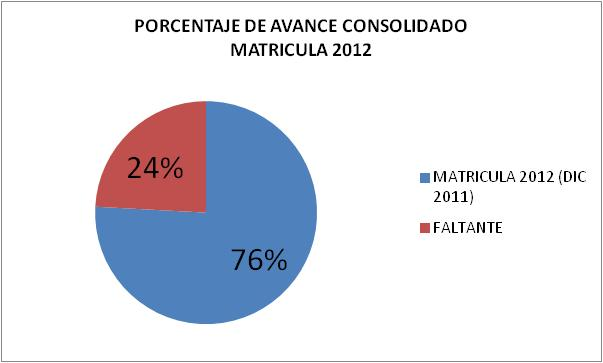 PORCENTAJE DE AVANCE CONSOLIDADO
MATRICULA 2012
24%
76%
MATRICULA 2012 (DIC
2011)
FALTANTE